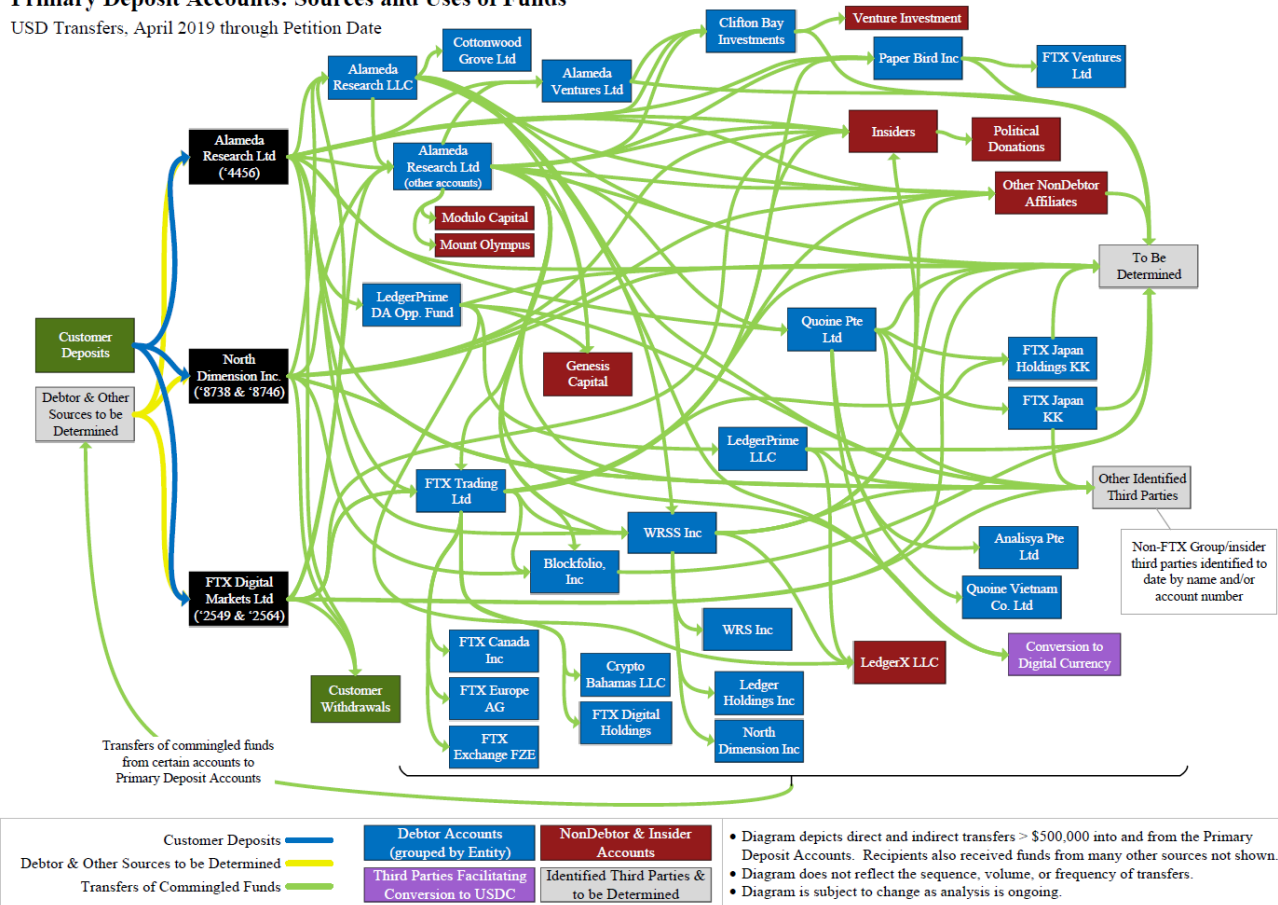 Primary Deposit Accounts: Sources and Uses of Funds
USD Transfers, April 2019 through Petition Date
Clifton Bay
Investments
Venture Investment
Cottonwood
Grove Ltd
Paper Bird Inc
FTX Ventures
Ltd
Alameda
Research LLC
Alameda
Ventures Ltd
Alameda
Research Ltd
(‘4456)
Insiders
Political
Donations
Alameda
Research Ltd
(other accounts)
Other NonDebtor
Affiliates
Modulo Capital
Mount Olympus
To Be
Determined
LedgerPrime
DA Opp. Fund
Quoine Pte
Ltd
Customer
Deposits
North
Dimension Inc.
(‘8738 & ‘8746)
Genesis
Capital
FTX Japan
Holdings KK
Debtor & Other
Sources to be
Determined
FTX Japan
KK
LedgerPrime
LLC
FTX Trading
Ltd
Other Identified
Third Parties
WRSS Inc
Analisya Pte
Ltd
Non-FTX Group/insider
third parties identified to
date by name and/or
account number
Blockfolio,
Inc
FTX Digital
Markets Ltd
(‘2549 & ‘2564)
Quoine Vietnam
Co. Ltd
WRS Inc
FTX Canada
Inc
LedgerX LLC
Conversion to
Digital Currency
Crypto
Bahamas LLC
Customer
Withdrawals
FTX Europe
AG
Ledger
Holdings Inc
FTX Digital
Holdings
FTX
Exchange FZE
North
Dimension Inc
Transfers of commingled funds
from certain accounts to
Primary Deposit Accounts
Customer Deposits
Debtor & Other Sources to be Determined
Transfers of Commingled Funds
Debtor Accounts
(grouped by Entity)
NonDebtor & Insider
Accounts
Third Parties Facilitating
Conversion to USDC
Identified Third Parties &
to be Determined
• Diagram depicts direct and indirect transfers > $500,000 into and from the Primary
Deposit Accounts. Recipients also received funds from many other sources not shown.
• Diagram does not reflect the sequence, volume, or frequency of transfers.
• Diagram is subject to change as analysis is ongoing.